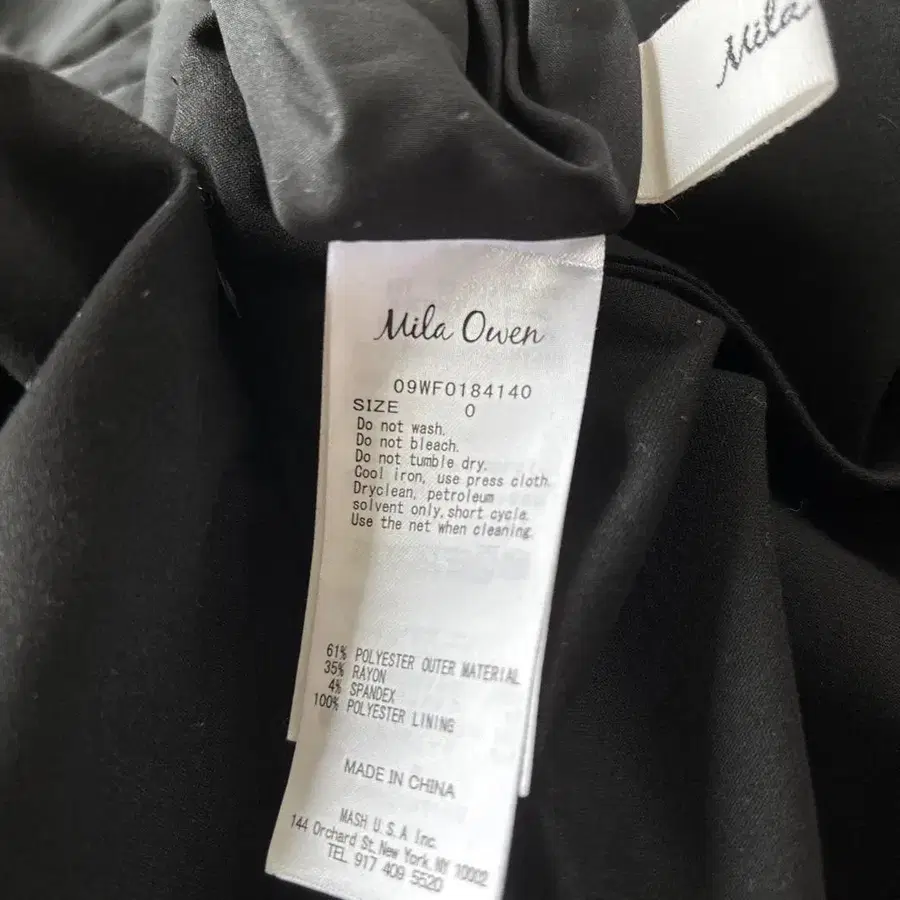 Mila
Mila Owen
09WF0184140
SIZE 0
Do not wash.
Do not bleach.
Do not tumble dry.
Cool iron, use press cloth.
Dryclean, petroleum
solvent only, short cycle.
Use the net when cleaning.
61% POLYESTER OUTER MATERIAL
35% RAYON
4% SPANDEX
100% POLYESTER LINING
MADE IN CHINA
MASH U.S.A Inc.
144 Orchard St. New York. NY 10002
TEL 917 409 5520